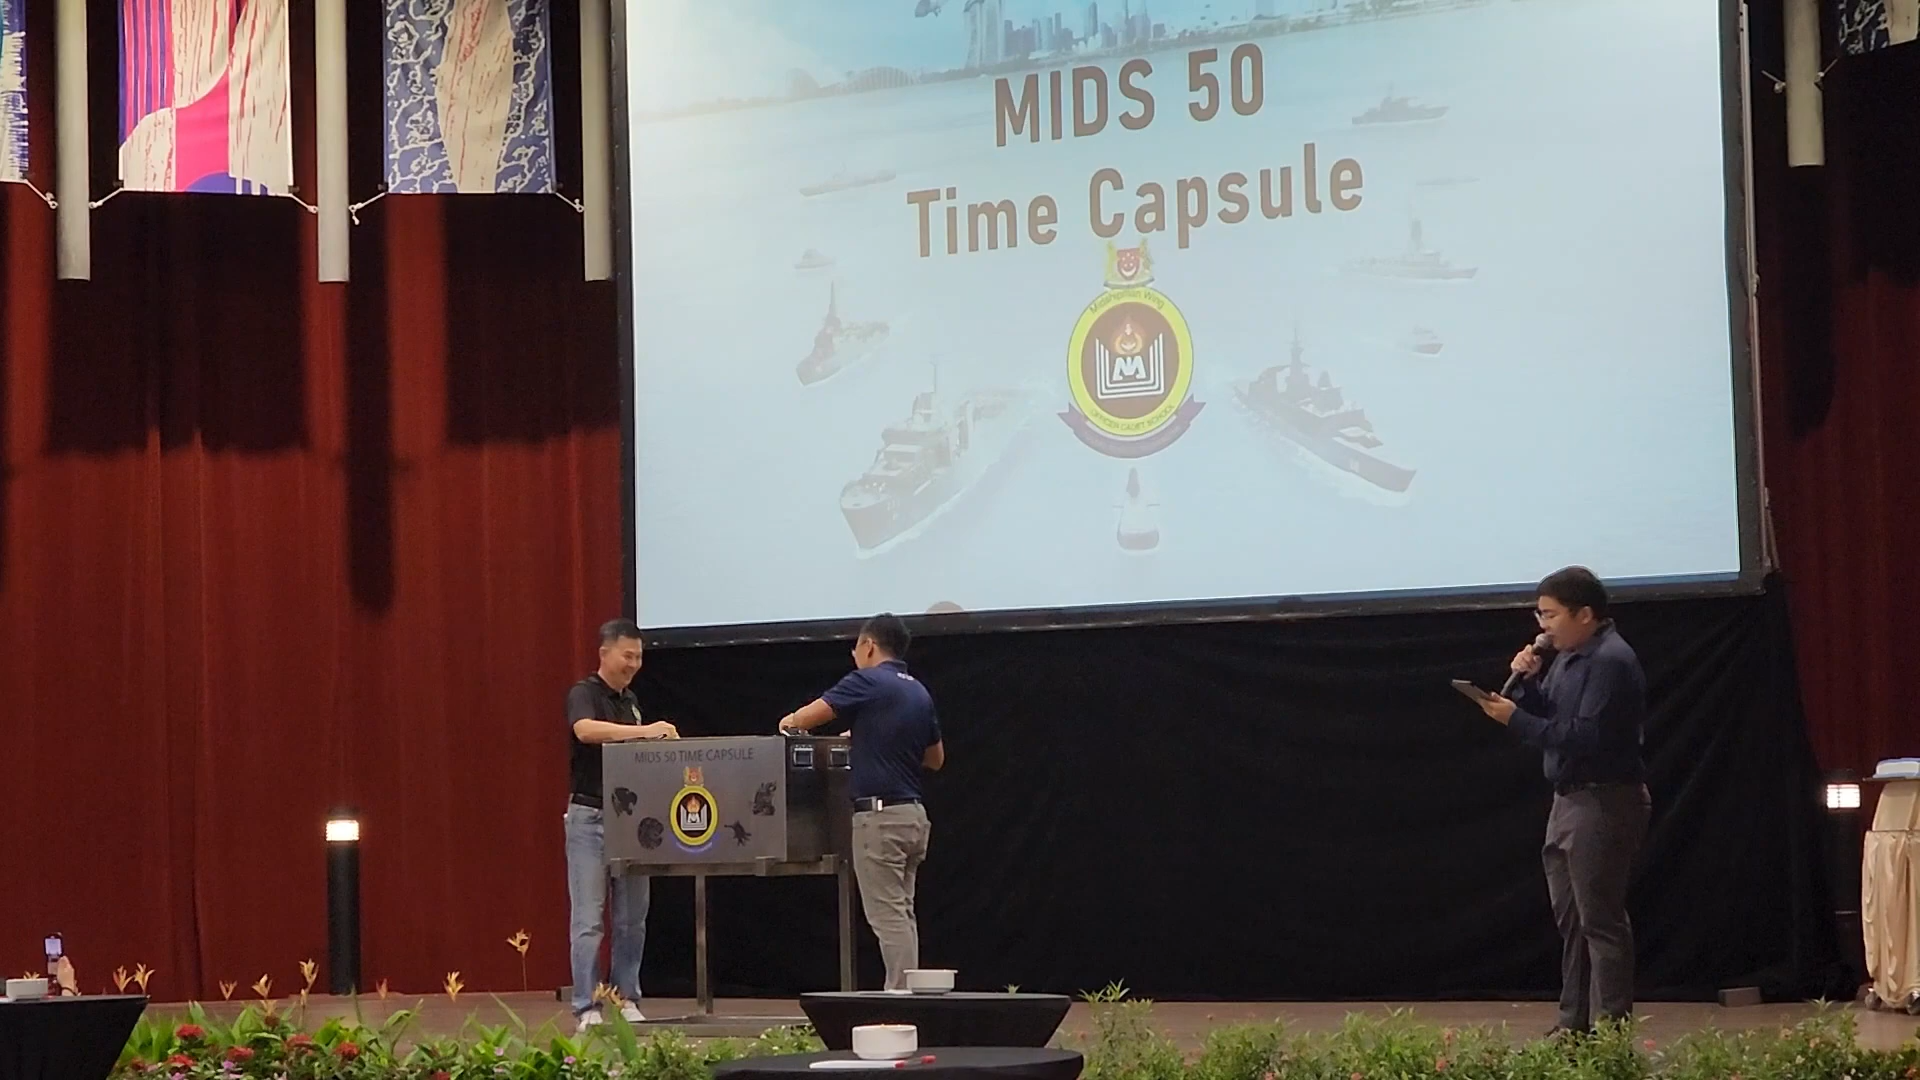 MIDS 50
Time Capsule
Midshipman Wing
OFFICER CADET SCHOOL
MIDS 50 TIME CAPSULE